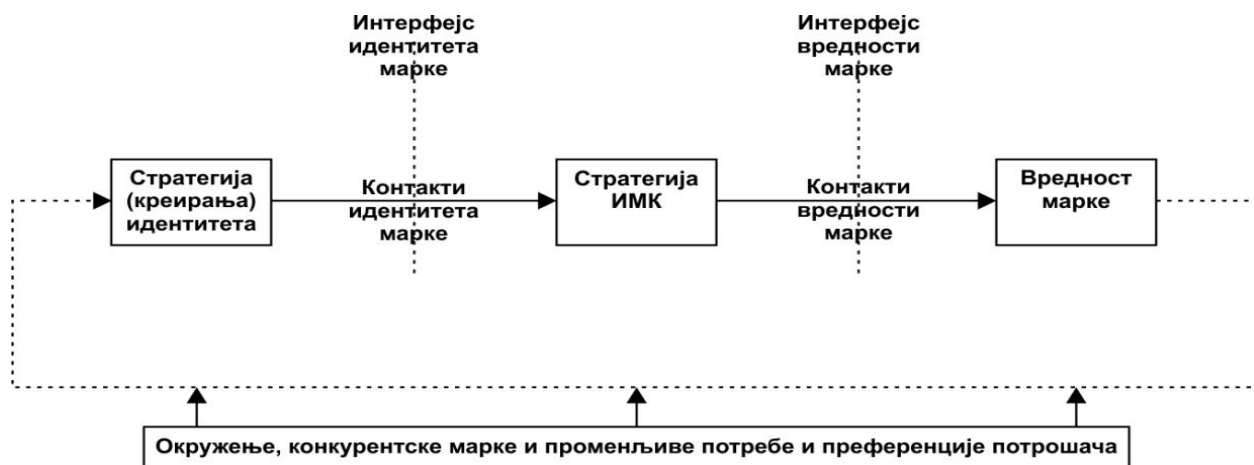 Интерфејс
идентитета
марке
Интерфејс
вредности
марке
Стратегија
(креирања)
идентитета
Контакти
идентитета
марке
Стратегија
ИМК
Контакти
вредности
марке
Вредност
марке
Окружење, конкурентске марке и променљиве потребе и преференције потрошача